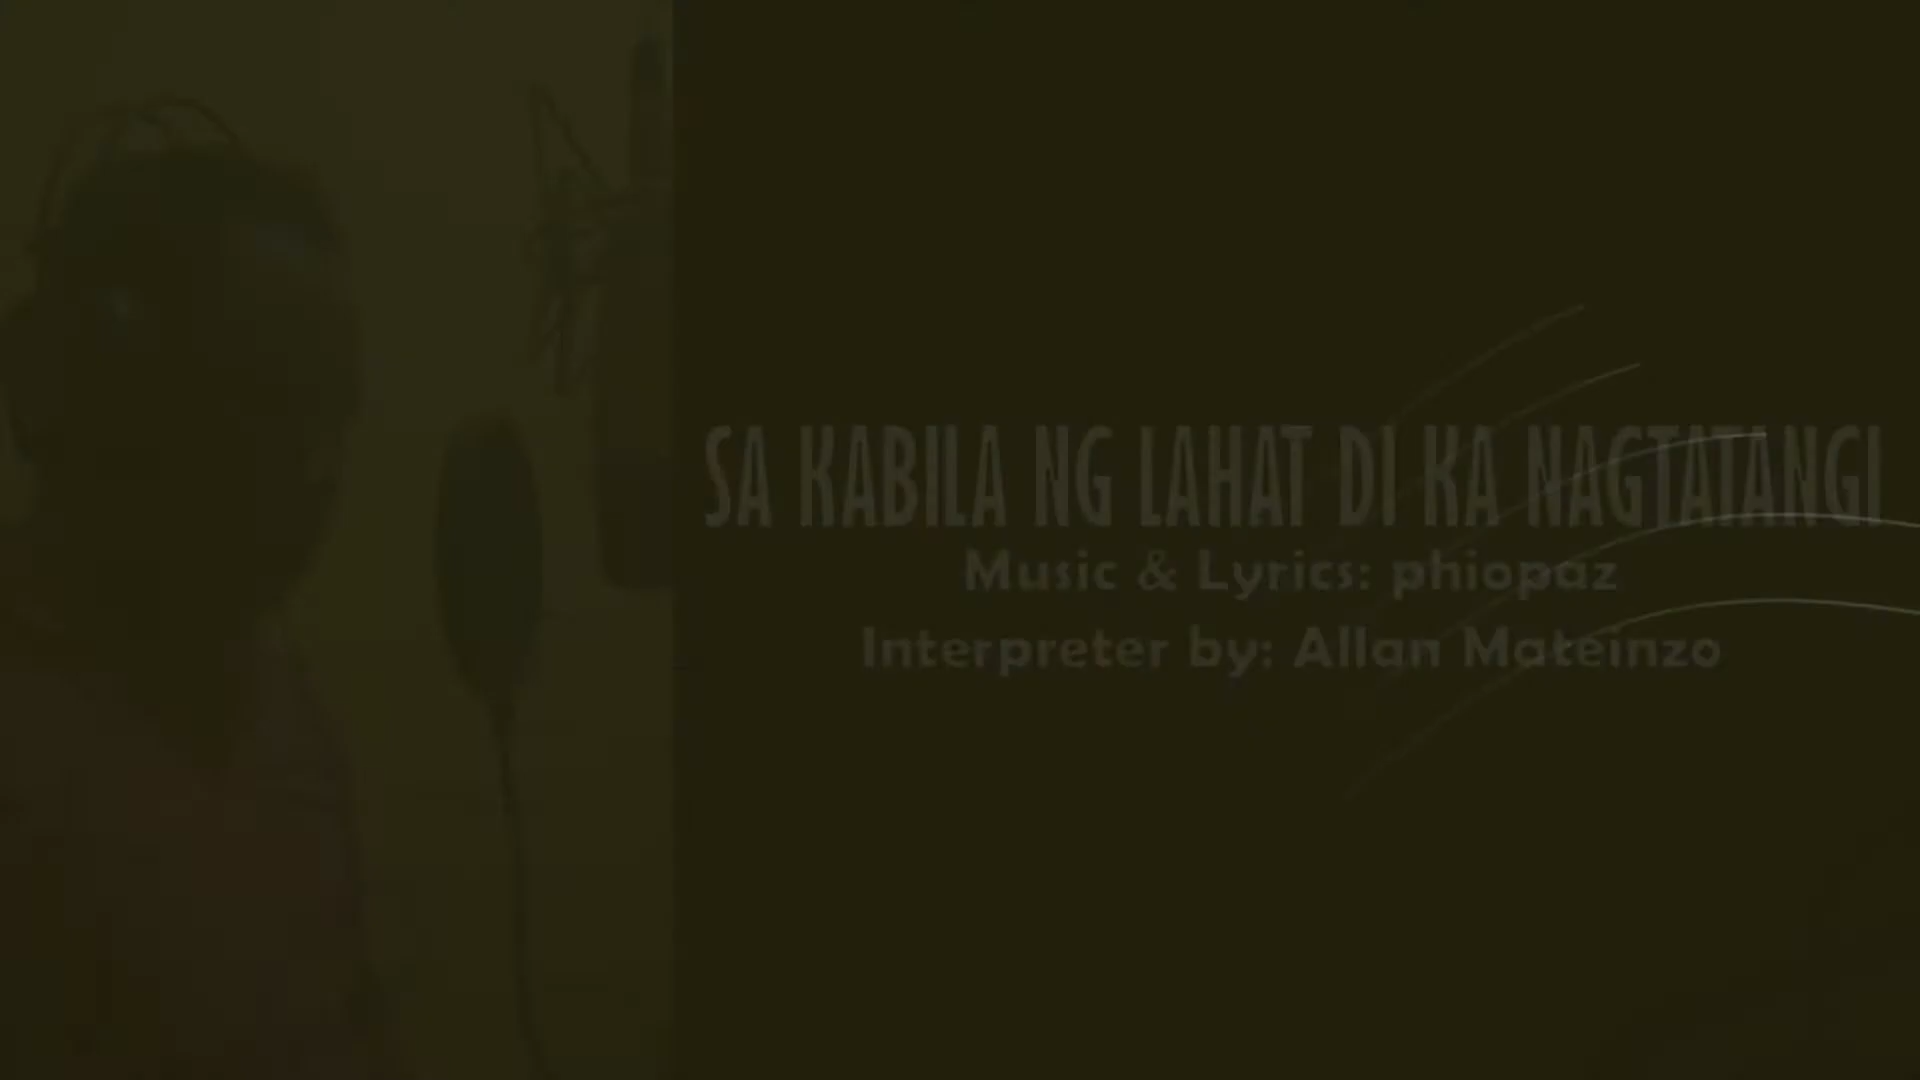 SA KABILA NG LAHAT DI KA NAGTATANGI
Music & Lyrics: phiopaz
Interpreter by: Allan Mateinzo